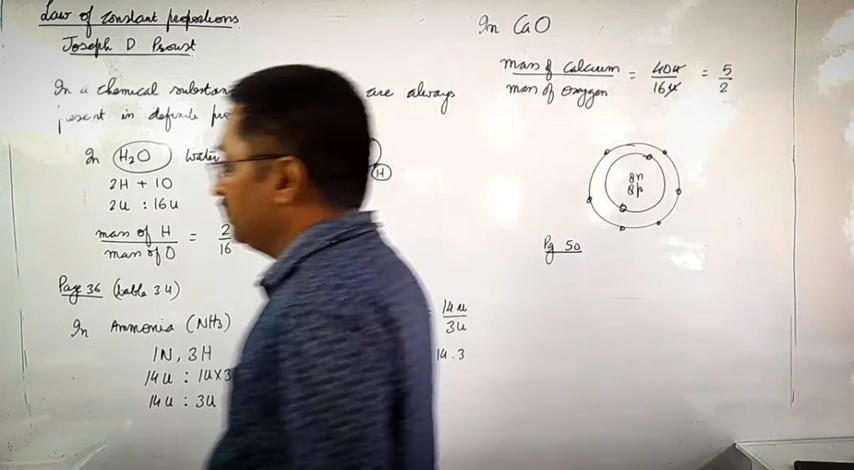 Law of constant proportions
Joseph D. Proust
In a chemical substan are always
present in definite pro
In H2O Water
H
2H + 1O
2u : 16u
mass of H / mass of O = 2 / 16
Page 36 (table 3.4)
In Ammonia (NH3)
1N, 3H
14u : 1u×3
14u : 3u
= 14u / 3u
14.3
In CaO
mass of calcium / mass of oxygen = 40u / 16u = 5 / 2
8n
8p
Pg 50